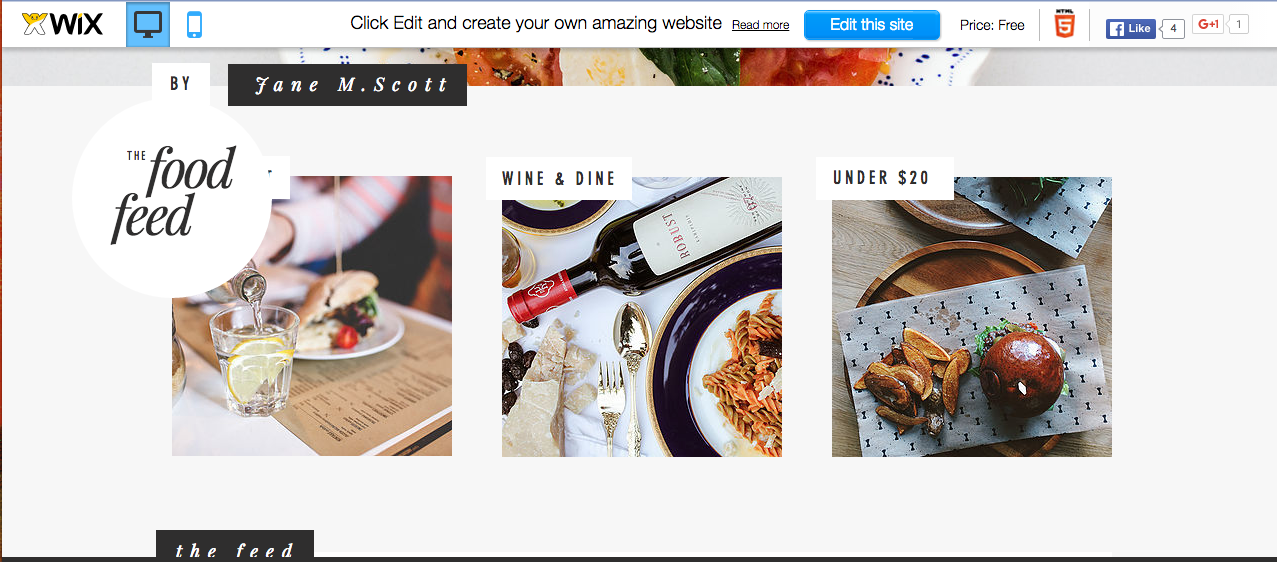 WiX
Click Edit and create your own amazing website Read more Edit this site Price: Free HTML 5 Like 4 G+1 1
BY Jane M.Scott
THE food
feed
WINE & DINE
UNDER $20
ROBUST
the feed